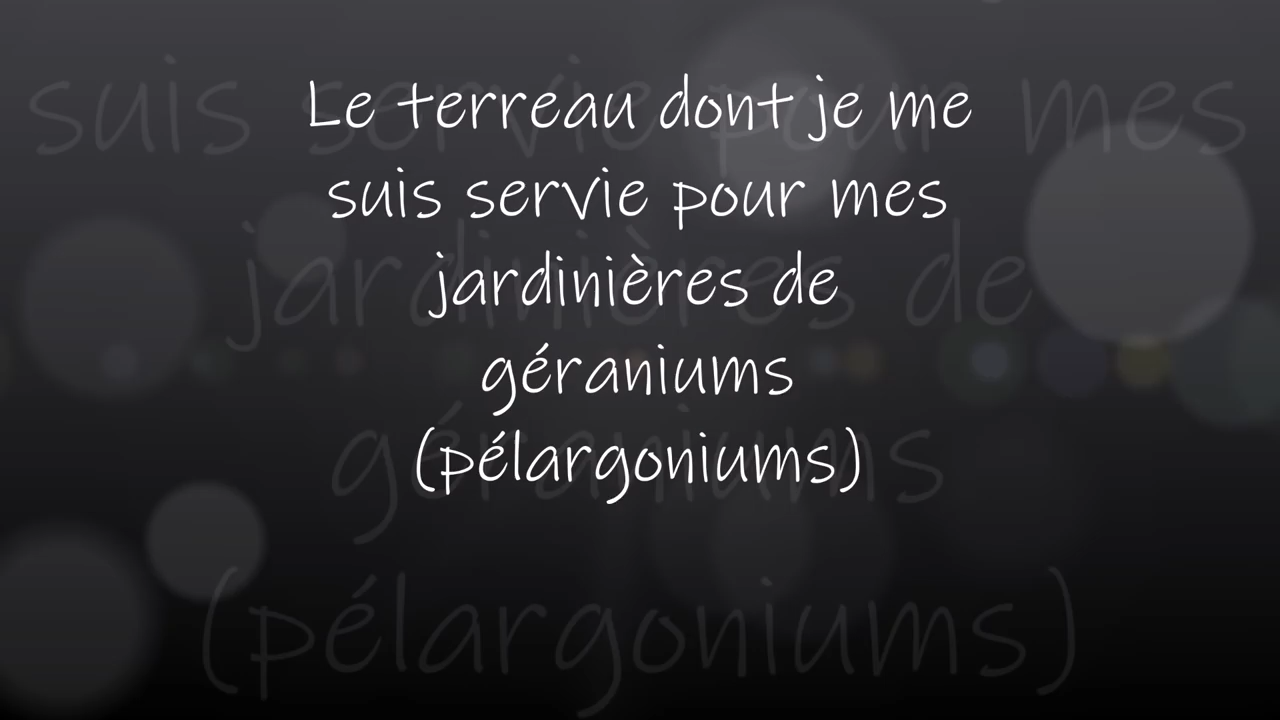 Le terreau dont je me
suis servie pour mes
jardinières de
géraniums
(pélargoniums)